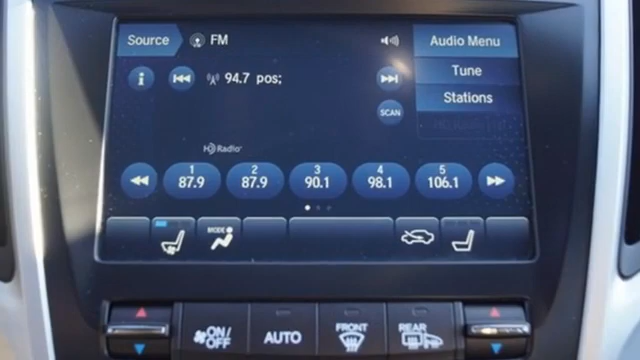 Source FM Audio Menu
94.7 pos; Tune
SCAN Stations
HD Radio
1 2 3 4 5
87.9 87.9 90.1 98.1 106.1
MODE
ON/OFF AUTO FRONT REAR